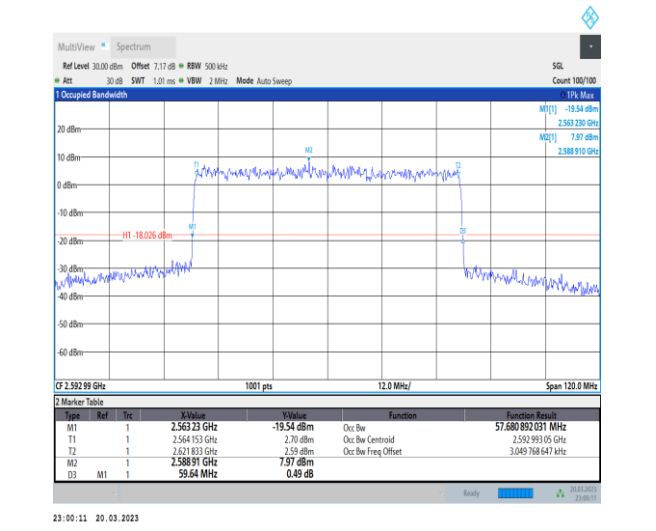 MultiView Spectrum
Ref Level 30.00 dBm Offset 7.17 dB RBW 500 kHz SGL
Att 30 dB SWT 1.01 ms VBW 2 MHz Mode Auto Sweep Count 100/100
1 Occupied Bandwidth 1Pk Max
M1[1] -19.54 dBm
2.563 230 GHz
20 dBm M2[1] 7.97 dBm
2.588 910 GHz
M2
10 dBm
T1 T2
0 dBm
-10 dBm
M1
H1 -18.026 dBm D3
-20 dBm
-30 dBm
-40 dBm
-50 dBm
-60 dBm
CF 2.592 99 GHz 1001 pts 12.0 MHz/ Span 120.0 MHz
2 Marker Table
Type Ref Trc X-Value Y-Value Function Function Result
M1 1 2.563 23 GHz -19.54 dBm Occ Bw 57.680 892 031 MHz
T1 1 2.564 153 GHz 2.70 dBm Occ Bw Centroid 2.592 993 05 GHz
T2 1 2.621 833 GHz 2.59 dBm Occ Bw Freq Offset 3.049 768 647 kHz
M2 1 2.588 91 GHz 7.97 dBm
D3 M1 1 59.64 MHz 0.49 dB
Ready 20.03.2023
23:00:11
23:00:11 20.03.2023